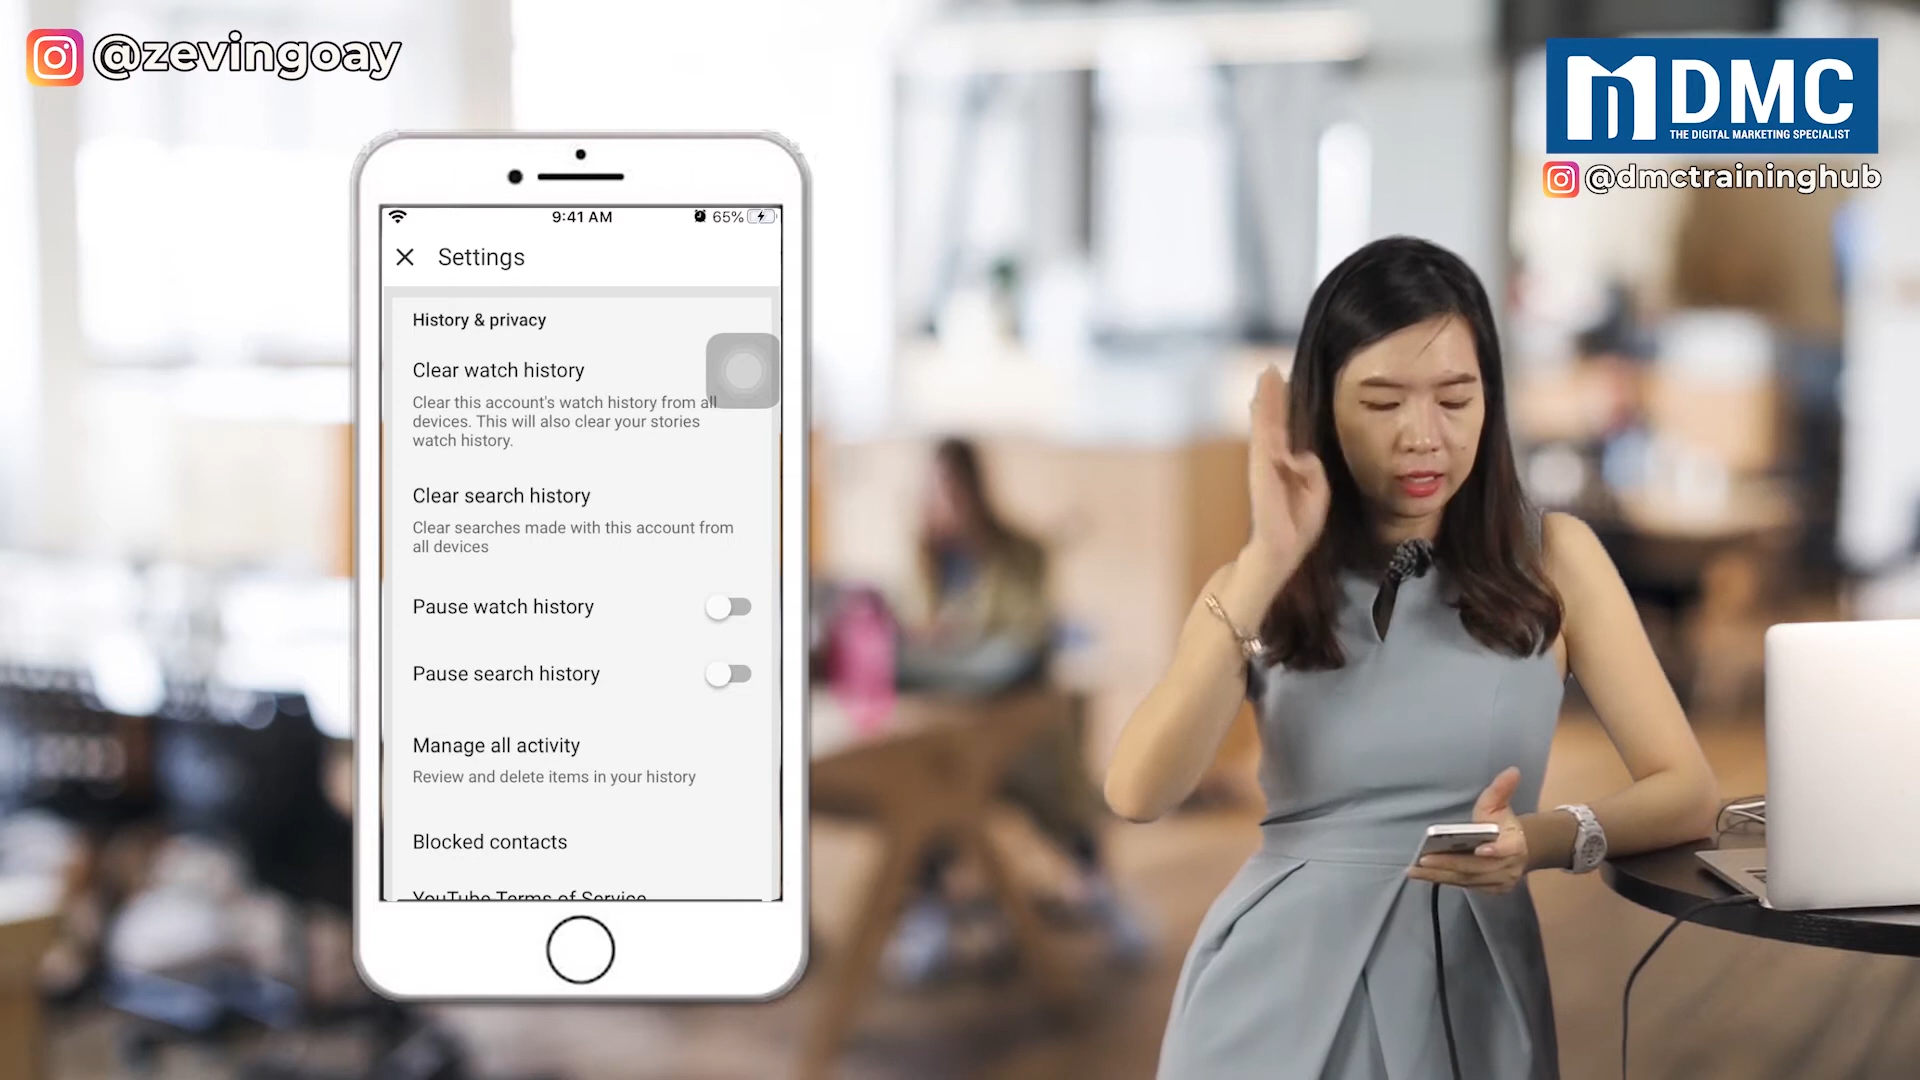 @zevingoay
DMC
THE DIGITAL MARKETING SPECIALIST
@dmctraininghub
9:41 AM
65%
Settings
History & privacy
Clear watch history
Clear this account's watch history from all
devices. This will also clear your stories
watch history.
Clear search history
Clear searches made with this account from
all devices
Pause watch history
Pause search history
Manage all activity
Review and delete items in your history
Blocked contacts
YouTube Terms of Service